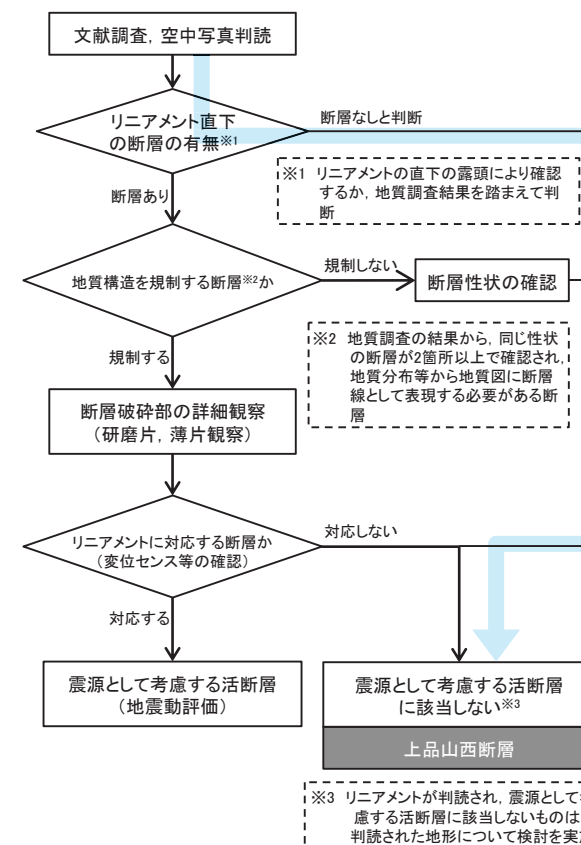 文献調査，空中写真判読
リニアメント直下
の断層の有無※1
断層なしと判断
※1 リニアメントの直下の露頭により確認
するか，地質調査結果を踏まえて判
断
断層あり
地質構造を規制する断層※2か
規制しない
断層性状の確認
※2 地質調査の結果から，同じ性状
の断層が2箇所以上で確認され，
地質分布等から地質図に断層
線として表現する必要がある断
層
規制する
断層破砕部の詳細観察
（研磨片，薄片観察）
リニアメントに対応する断層か
（変位センス等の確認）
対応しない
対応する
震源として考慮する活断層
（地震動評価）
震源として考慮する活断層
に該当しない※3
上品山西断層
※3 リニアメントが判読され，震源として
慮する活断層に該当しないものは
判読された地形について検討を実